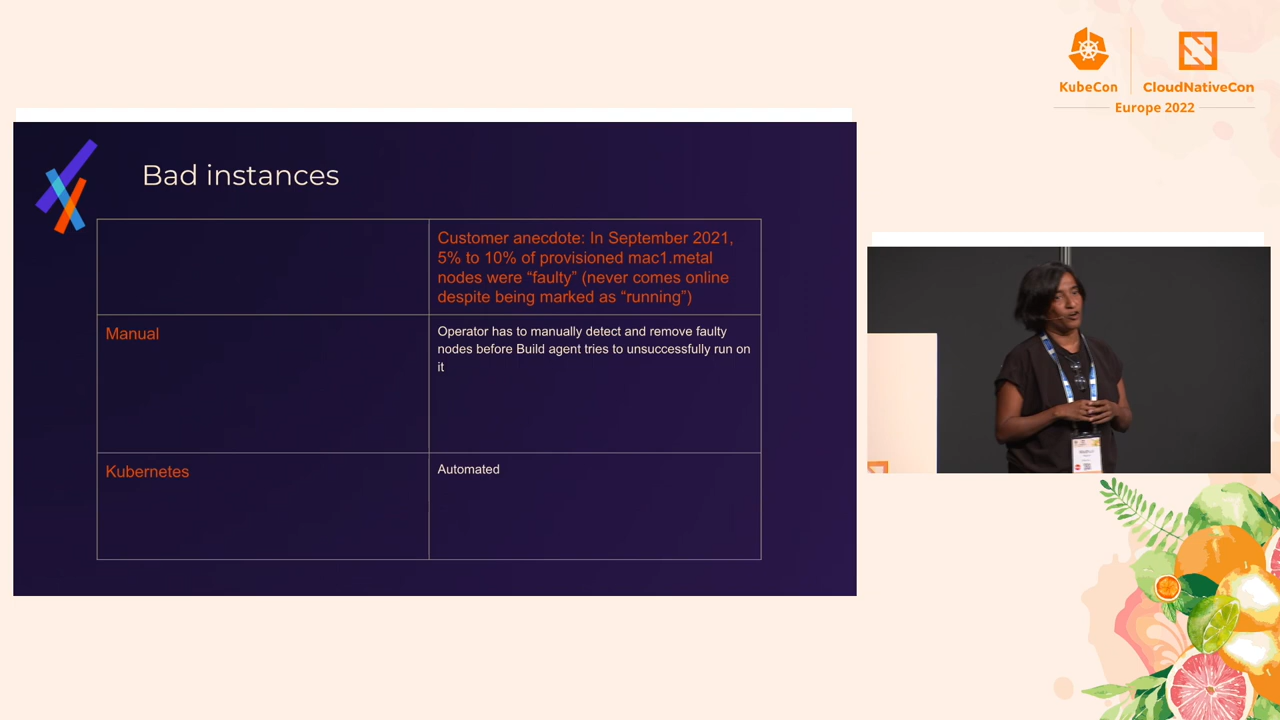 KubeCon
CloudNativeCon
Europe 2022
Bad instances
Customer anecdote: In September 2021,
5% to 10% of provisioned mac1.metal
nodes were “faulty” (never comes online
despite being marked as “running”)
Manual
Operator has to manually detect and remove faulty
nodes before Build agent tries to unsuccessfully run on
it
Kubernetes
Automated